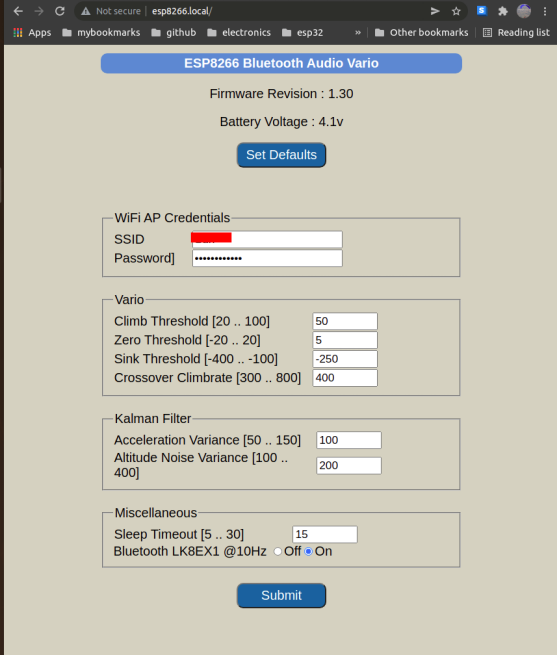 Not secure | esp8266.local/
Apps mybookmarks github electronics esp32 » Other bookmarks Reading list
ESP8266 Bluetooth Audio Vario
Firmware Revision : 1.30
Battery Voltage : 4.1v
Set Defaults
WiFi AP Credentials
SSID
Password] ••••••••••••
Vario
Climb Threshold [20 .. 100] 50
Zero Threshold [-20 .. 20] 5
Sink Threshold [-400 .. -100] -250
Crossover Climbrate [300 .. 800] 400
Kalman Filter
Acceleration Variance [50 .. 150] 100
Altitude Noise Variance [100 ..
400] 200
Miscellaneous
Sleep Timeout [5 .. 30] 15
Bluetooth LK8EX1 @10Hz Off On
Submit